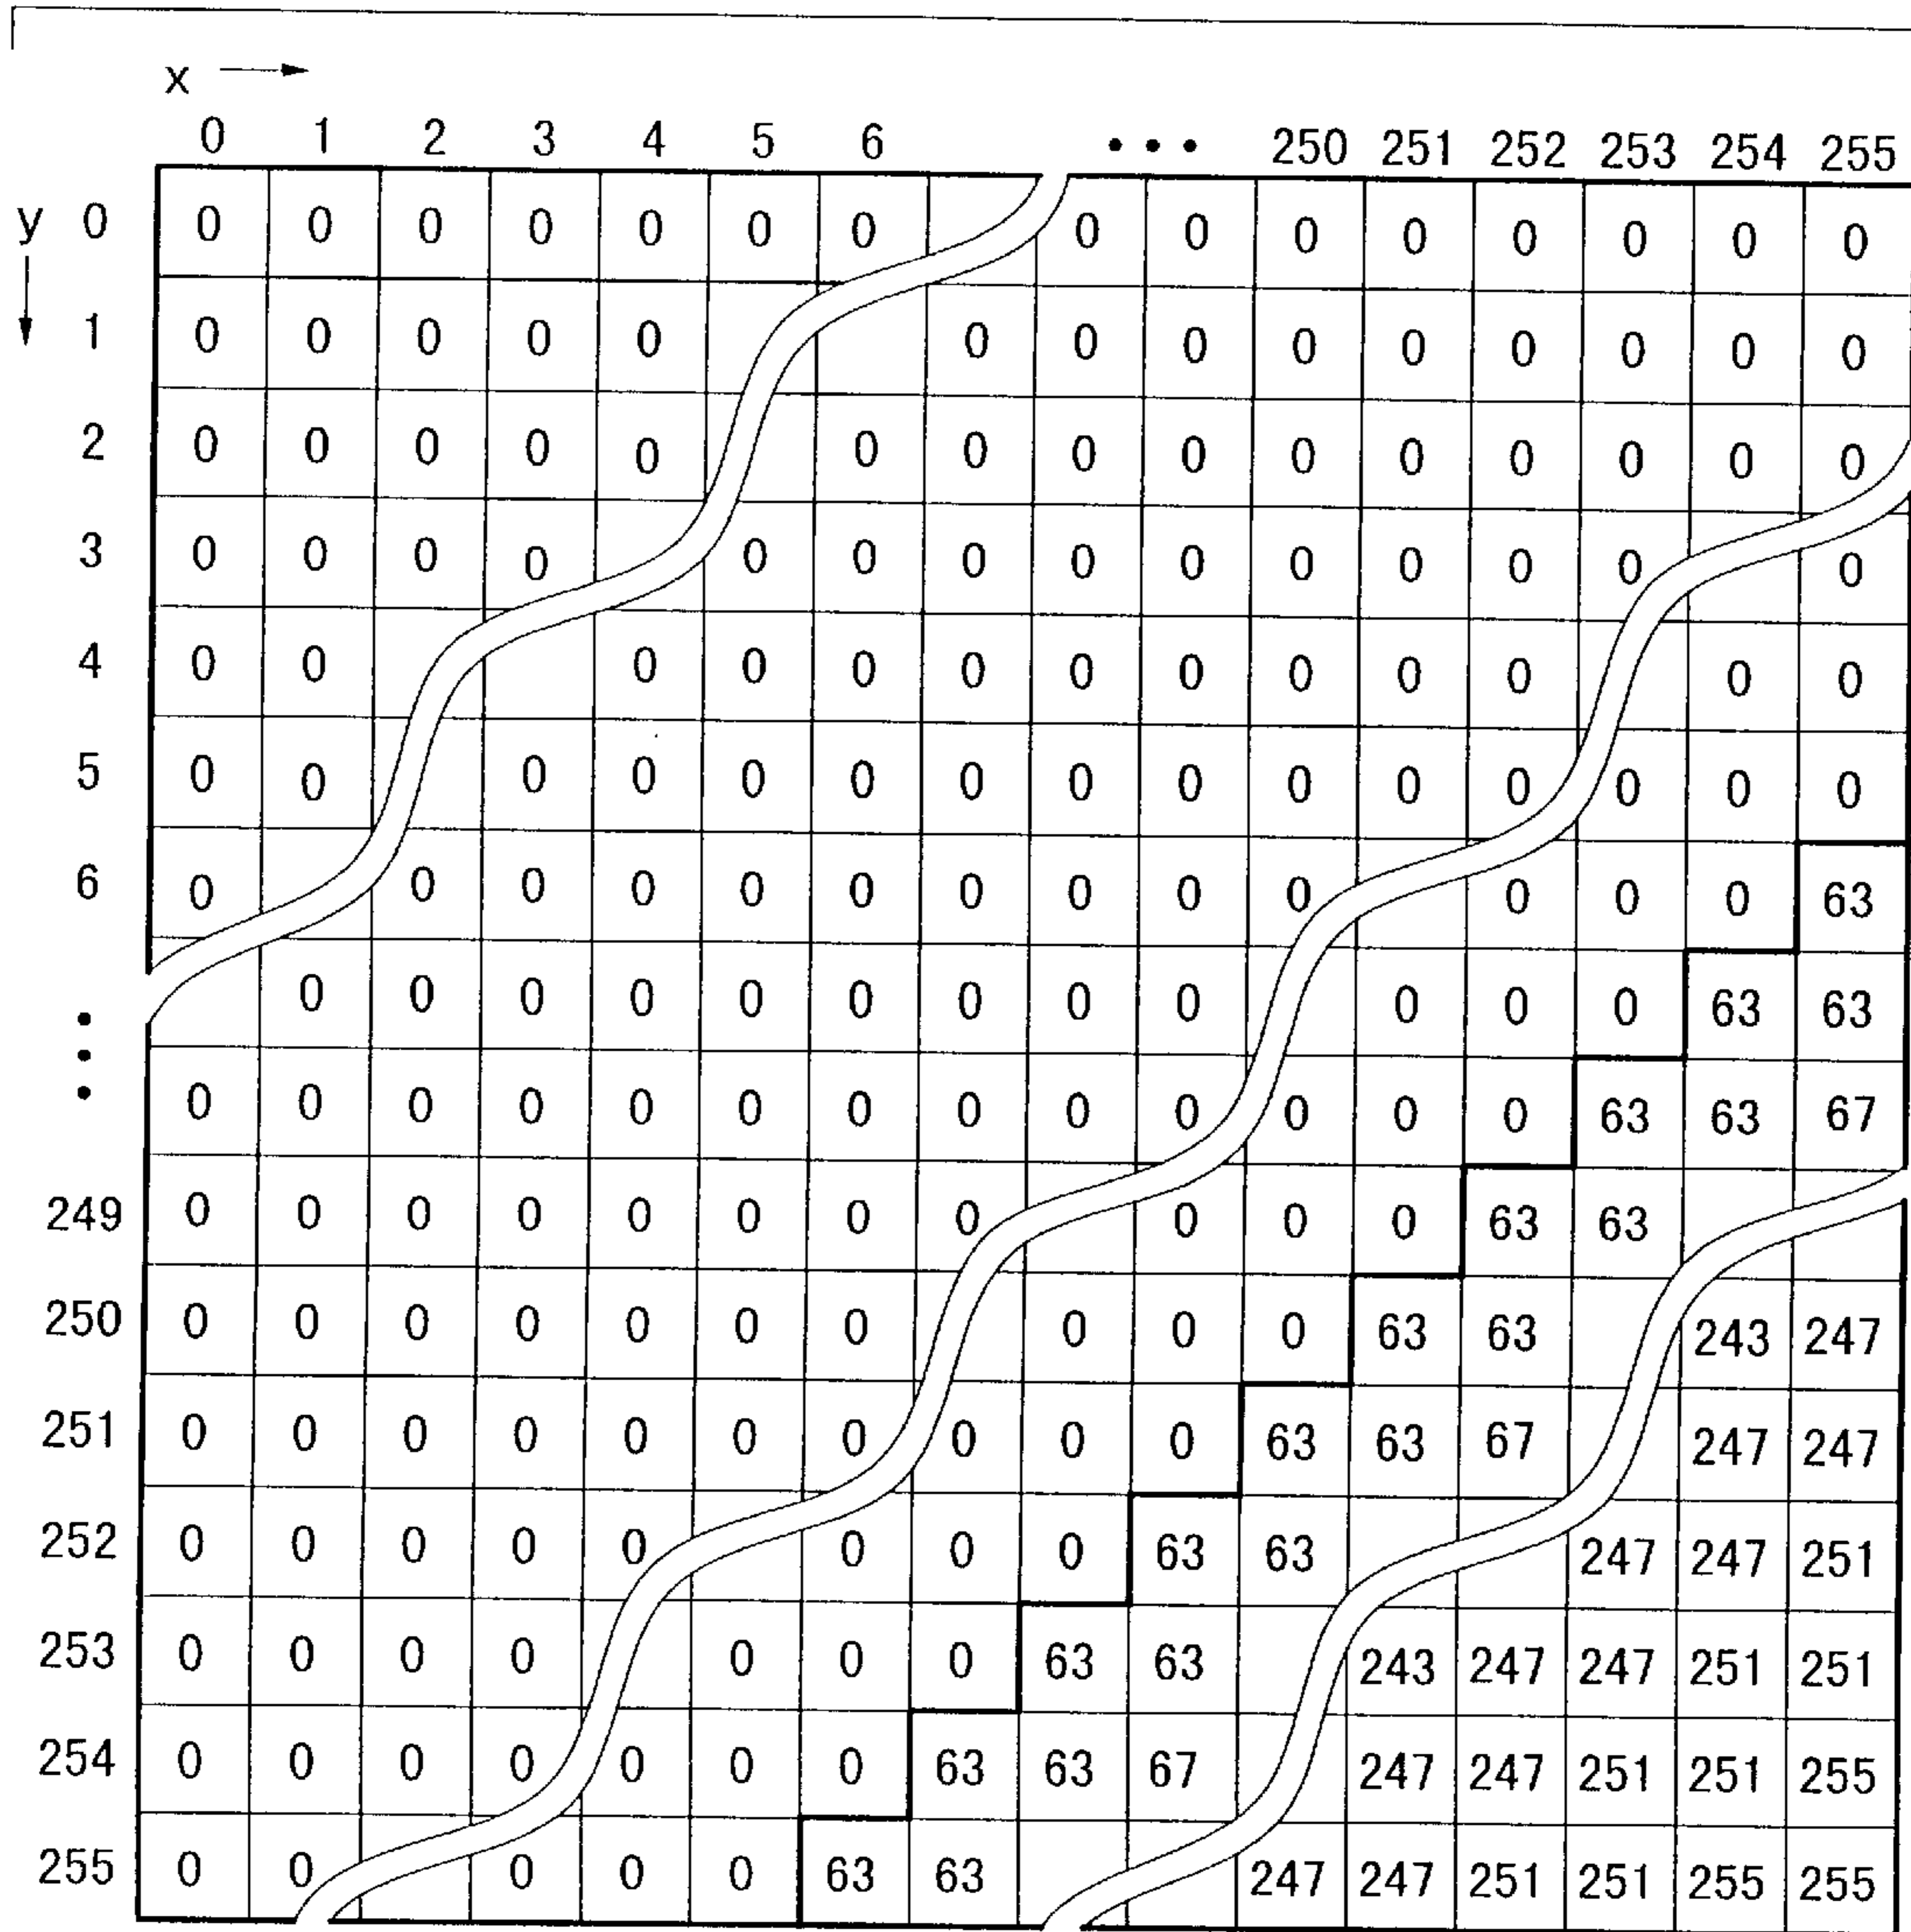 x
0 1 2 3 4 5 6 • • • 250 251 252 253 254 255
y 0 0 0 0 0 0 0 0 0 0 0 0 0 0 0 0
1 0 0 0 0 0 0 0 0 0 0 0 0 0 0
2 0 0 0 0 0 0 0 0 0 0 0 0 0 0 0
3 0 0 0 0 0 0 0 0 0 0 0 0 0 0
4 0 0 0 0 0 0 0 0 0 0 0 0 0
5 0 0 0 0 0 0 0 0 0 0 0 0 0 0 0
6 0 0 0 0 0 0 0 0 0 0 0 0 0 63
• 0 0 0 0 0 0 0 0 0 0 0 0 63 63
•
• 0 0 0 0 0 0 0 0 0 0 0 0 0 63 63 67
249 0 0 0 0 0 0 0 0 0 0 0 63 63
250 0 0 0 0 0 0 0 0 0 0 63 63 243 247
251 0 0 0 0 0 0 0 0 0 0 63 63 67 247 247
252 0 0 0 0 0 0 0 0 63 63 247 247 251
253 0 0 0 0 0 0 0 63 63 243 247 247 251 251
254 0 0 0 0 0 0 0 63 63 67 247 247 251 251 255
255 0 0 0 0 0 63 63 247 247 251 251 255 255